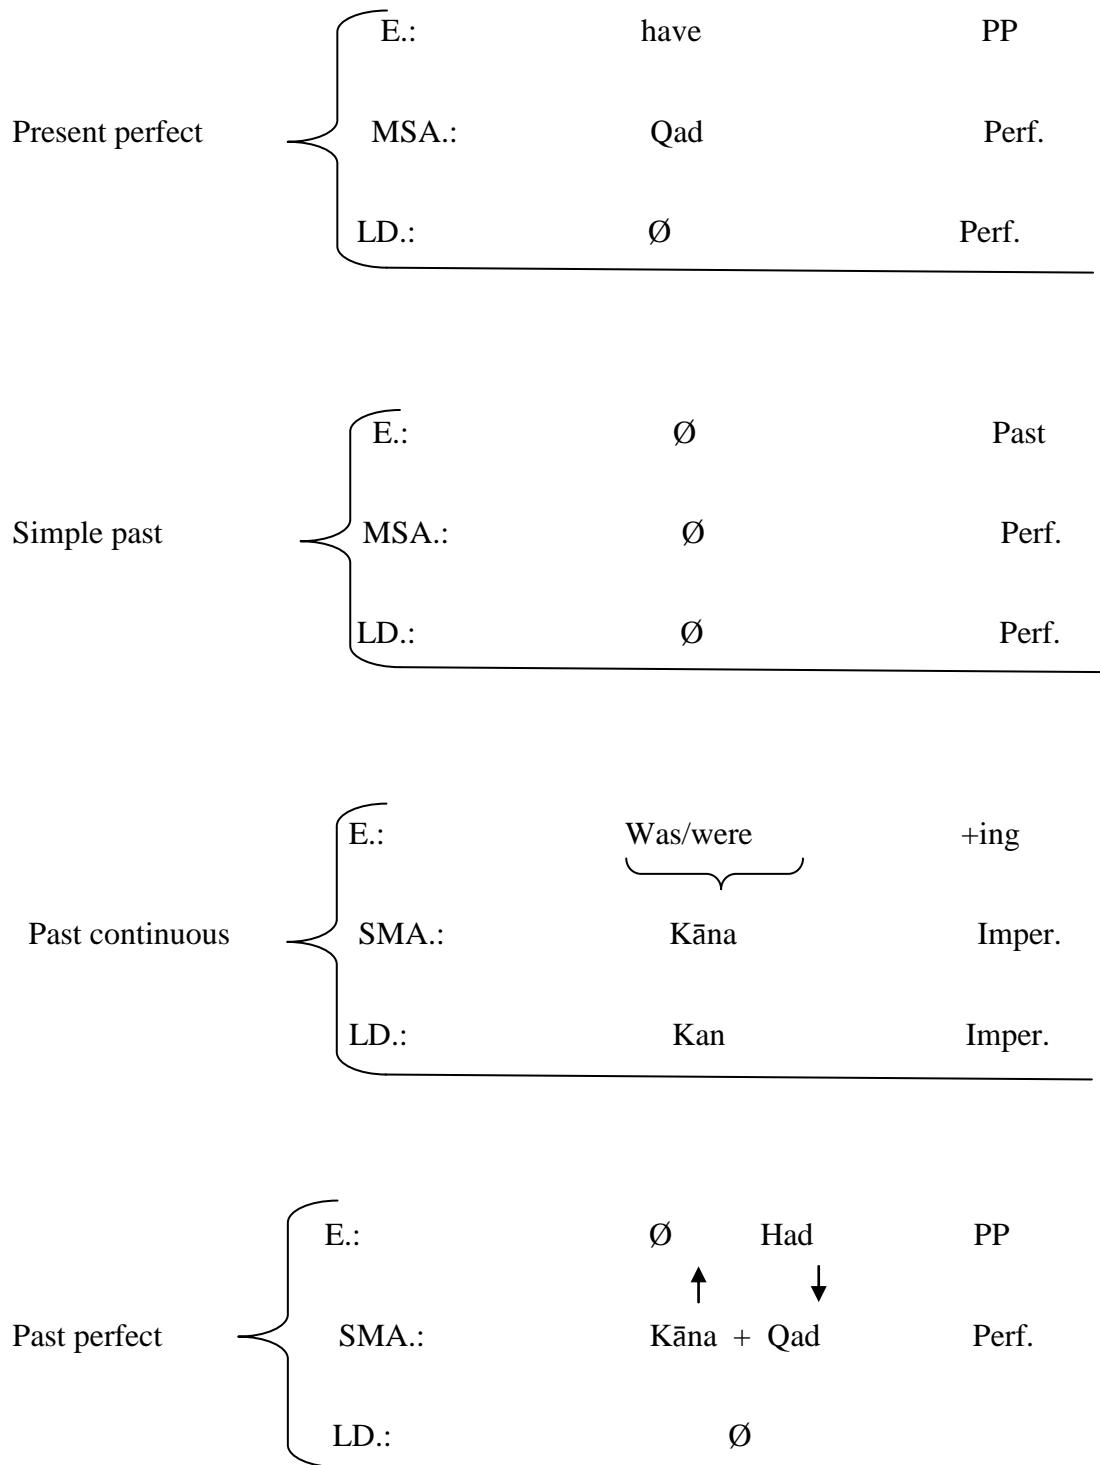 E.: have PP
Present perfect MSA.: Qad Perf.
LD.: Ø Perf.
E.: Ø Past
Simple past MSA.: Ø Perf.
LD.: Ø Perf.
E.: Was/were +ing
Past continuous SMA.: Kāna Imper.
LD.: Kan Imper.
E.: Ø Had PP
Past perfect SMA.: Kāna + Qad Perf.
LD.: Ø